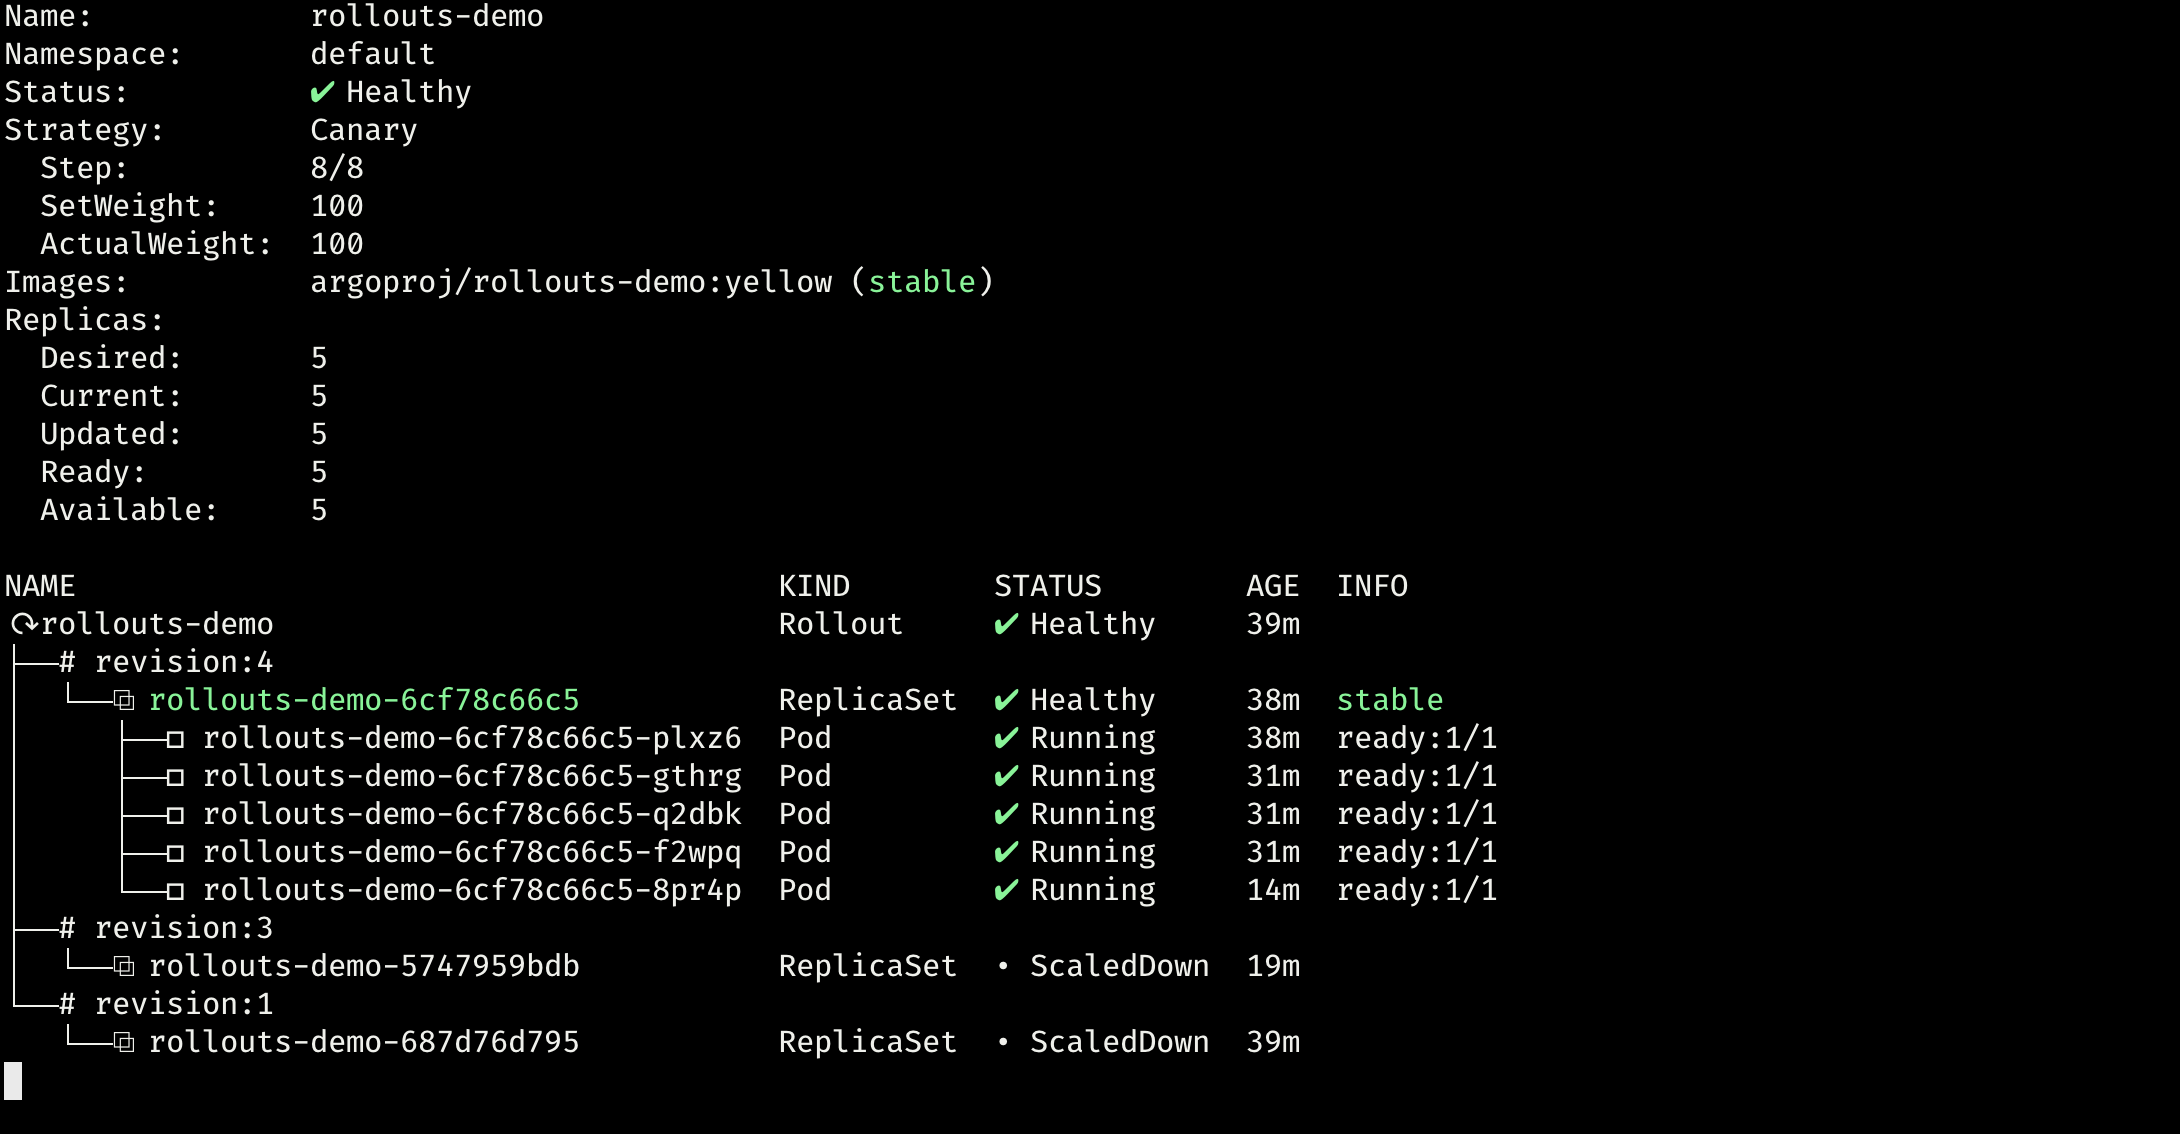 Name:            rollouts-demo
Namespace:       default
Status:          ✔ Healthy
Strategy:        Canary
  Step:          8/8
  SetWeight:     100
  ActualWeight:  100
Images:          argoproj/rollouts-demo:yellow (stable)
Replicas:
  Desired:       5
  Current:       5
  Updated:       5
  Ready:         5
  Available:     5

NAME                                       KIND        STATUS        AGE  INFO
⟳ rollouts-demo                            Rollout     ✔ Healthy     39m
├──# revision:4
│  └──⧉ rollouts-demo-6cf78c66c5           ReplicaSet  ✔ Healthy     38m  stable
│     ├──□ rollouts-demo-6cf78c66c5-plxz6  Pod         ✔ Running     38m  ready:1/1
│     ├──□ rollouts-demo-6cf78c66c5-gthrg  Pod         ✔ Running     31m  ready:1/1
│     ├──□ rollouts-demo-6cf78c66c5-q2dbk  Pod         ✔ Running     31m  ready:1/1
│     ├──□ rollouts-demo-6cf78c66c5-f2wpq  Pod         ✔ Running     31m  ready:1/1
│     └──□ rollouts-demo-6cf78c66c5-8pr4p  Pod         ✔ Running     14m  ready:1/1
├──# revision:3
│  └──⧉ rollouts-demo-5747959bdb           ReplicaSet  • ScaledDown  19m
└──# revision:1
   └──⧉ rollouts-demo-687d76d795           ReplicaSet  • ScaledDown  39m